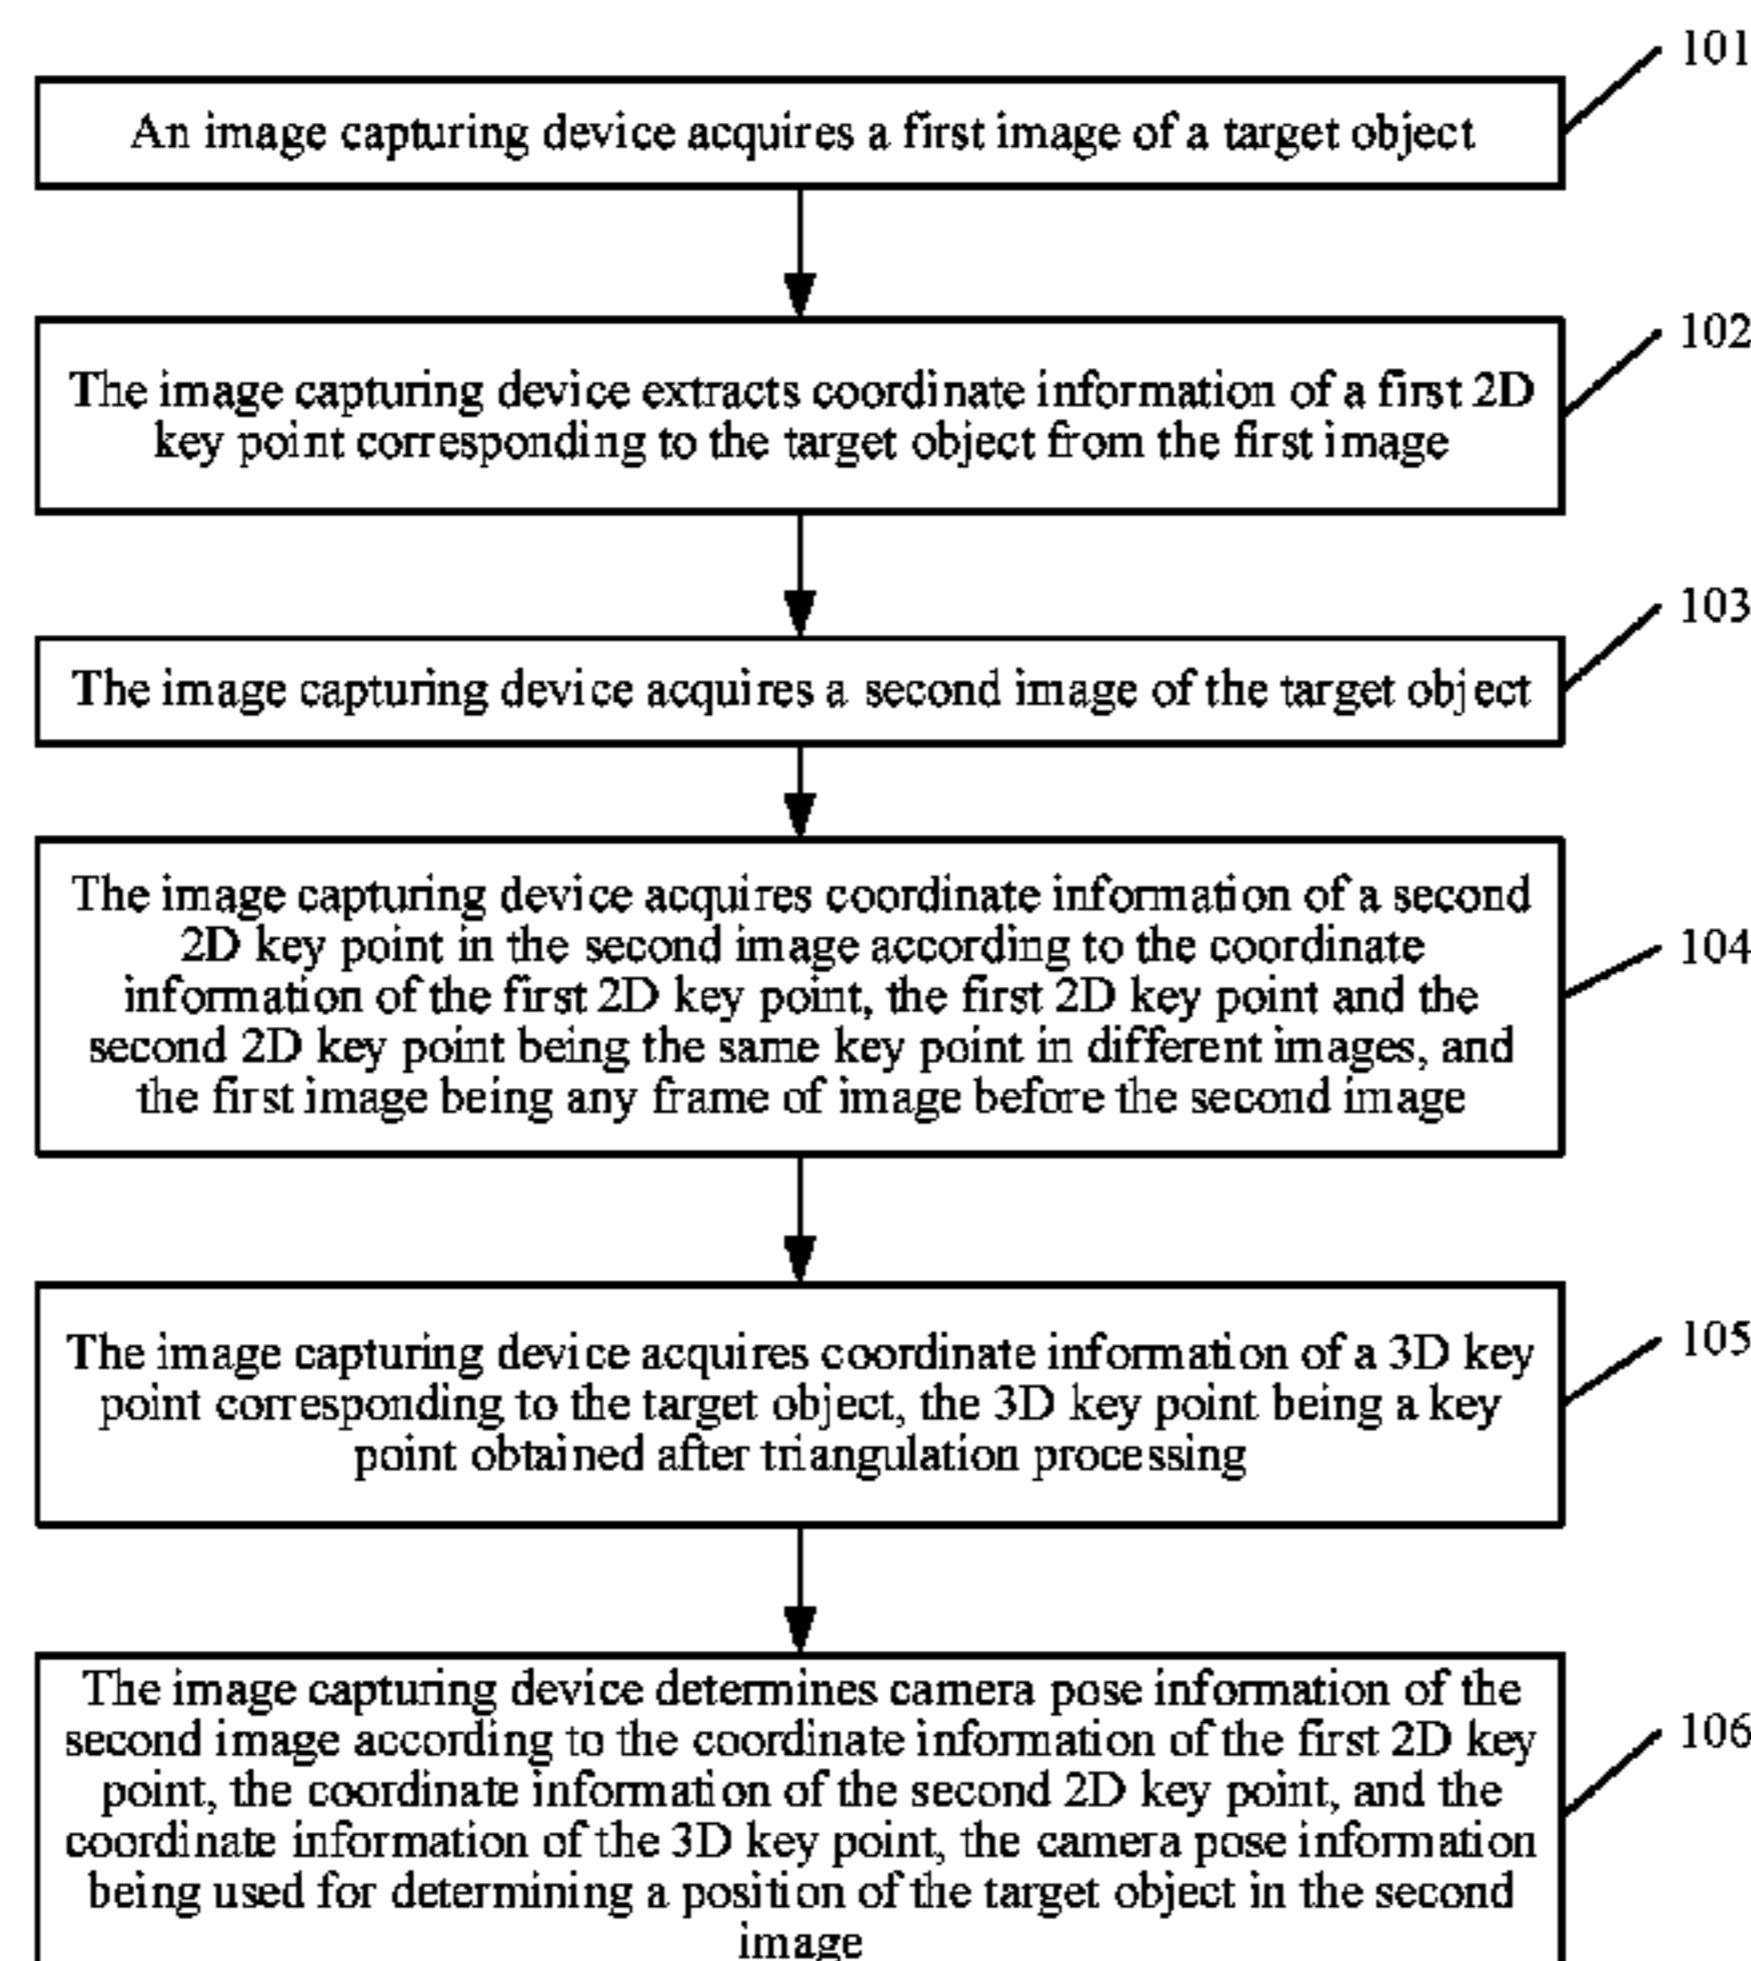 101
An image capturing device acquires a first image of a target object
102
The image capturing device extracts coordinate information of a first 2D
key point corresponding to the target object from the first image
103
The image capturing device acquires a second image of the target object
The image capturing device acquires coordinate information of a second
2D key point in the second image according to the coordinate
104
information of the first 2D key point, the first 2D key point and the
second 2D key point being the same key point in different images, and
the first image being any frame of image before the second image
105
The image capturing device acquires coordinate information of a 3D key
point corresponding to the target object, the 3D key point being a key
point obtained after triangulation processing
The image capturing device determines camera pose information of the
106
second image according to the coordinate information of the first 2D key
point, the coordinate information of the second 2D key point, and the
coordinate information of the 3D key point, the camera pose information
being used for determining a position of the target object in the second
image